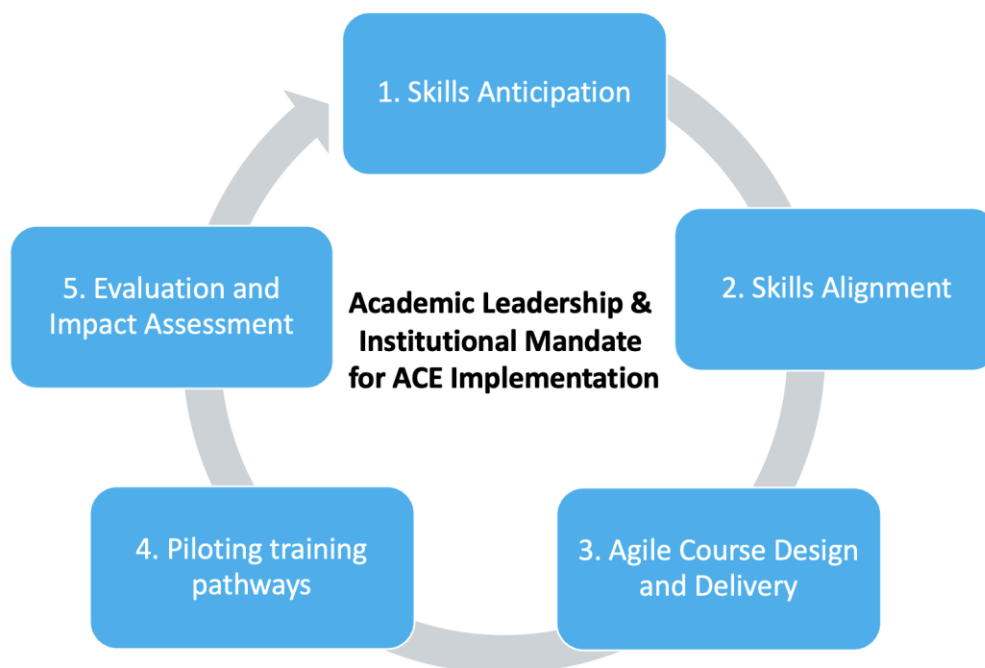 1. Skills Anticipation
2. Skills Alignment
3. Agile Course Design
and Delivery
4. Piloting training
pathways
5. Evaluation and
Impact Assessment
Academic Leadership &
Institutional Mandate
for ACE Implementation